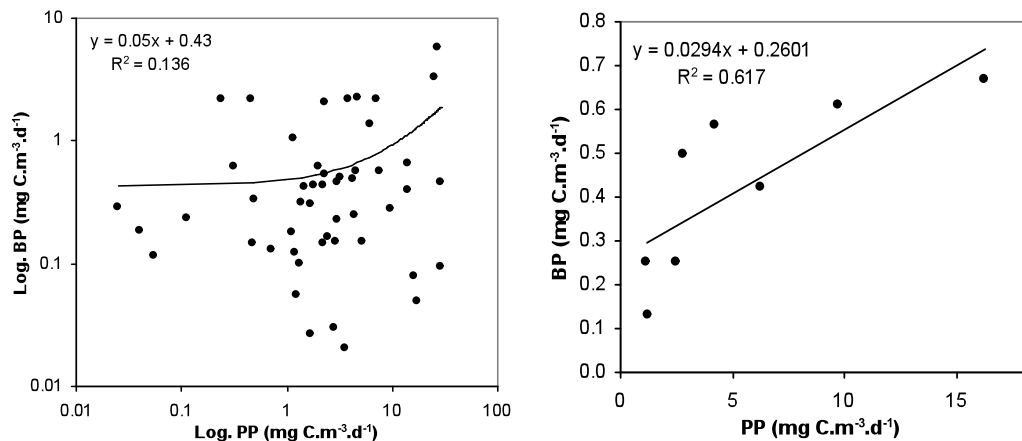 y = 0.05x + 0.43
R² = 0.136
10
1
0.1
0.01
0.01
0.1
1
10
100
Log. BP (mg C.m⁻³.d⁻¹)
Log. PP (mg C.m⁻³.d⁻¹)
y = 0.0294x + 0.2601
R² = 0.617
0.8
0.7
0.6
0.5
0.4
0.3
0.2
0.1
0.0
0
5
10
15
BP (mg C.m⁻³.d⁻¹)
PP (mg C.m⁻³.d⁻¹)